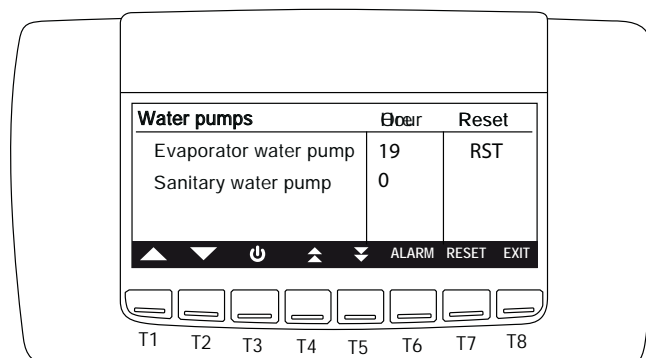 Water pumps Reset
Evaporator water pump 19 RST
Sanitary water pump 0
ALARM RESET EXIT
T1 T2 T3 T4 T5 T6 T7 T8